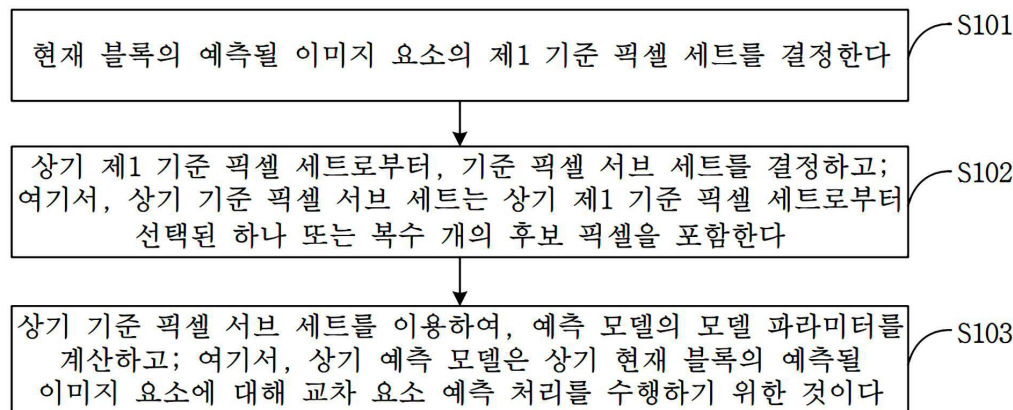 현재 블록의 예측될 이미지 요소의 제1 기준 픽셀 세트를 결정한다
S101
상기 제1 기준 픽셀 세트로부터, 기준 픽셀 서브 세트를 결정하고;
여기서, 상기 기준 픽셀 서브 세트는 상기 제1 기준 픽셀 세트로부터
선택된 하나 또는 복수 개의 후보 픽셀을 포함한다
S102
상기 기준 픽셀 서브 세트를 이용하여, 예측 모델의 모델 파라미터를
계산하고; 여기서, 상기 예측 모델은 상기 현재 블록의 예측될
이미지 요소에 대해 교차 요소 예측 처리를 수행하기 위한 것이다
S103